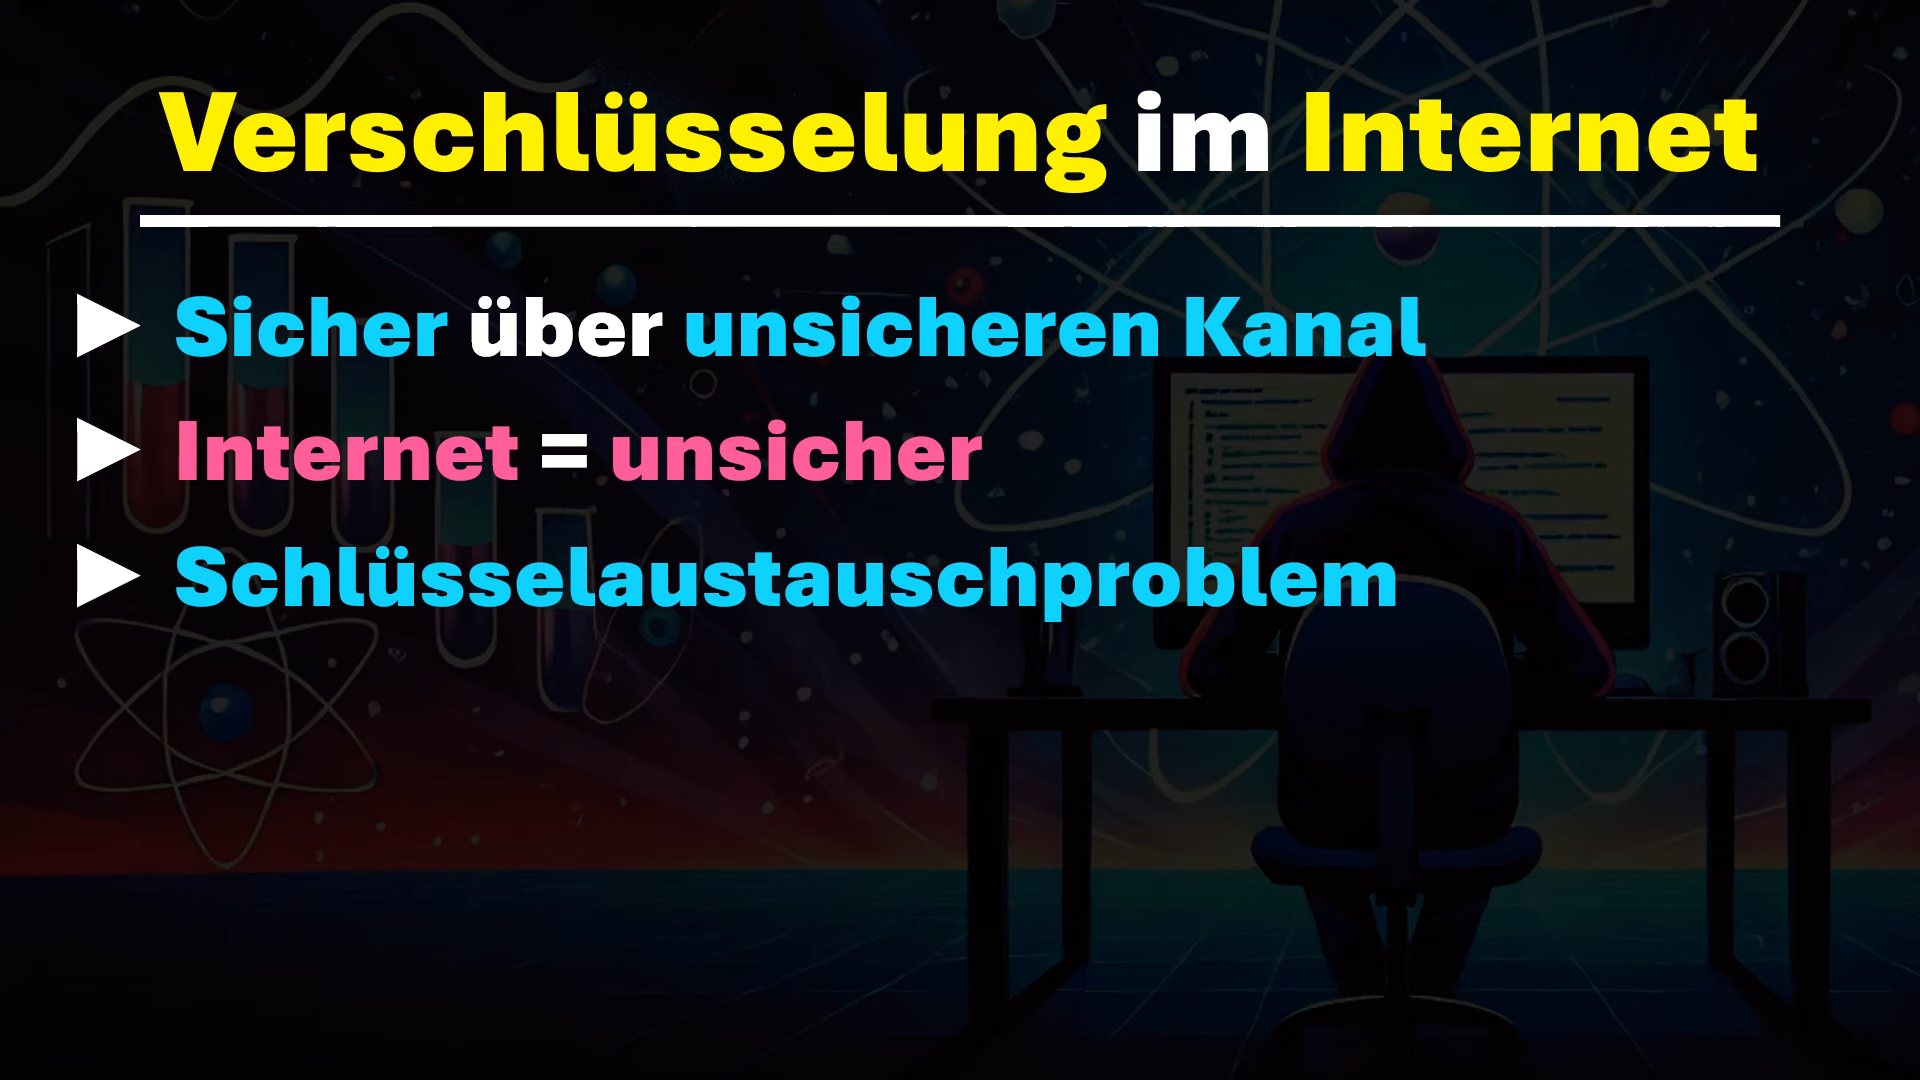 Verschlüsselung im Internet
Sicher über unsicheren Kanal
Internet = unsicher
Schlüsselaustauschproblem